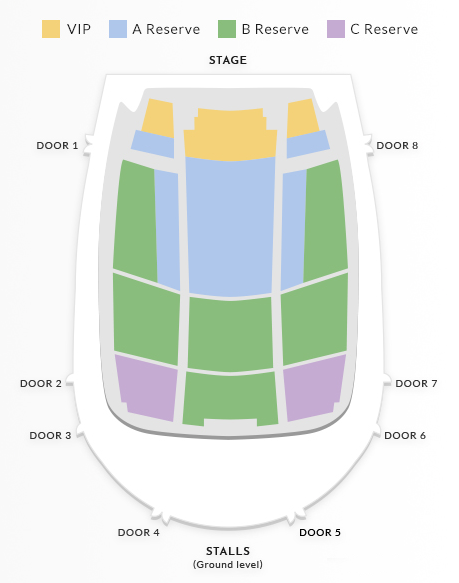 VIP
A Reserve
B Reserve
C Reserve
STAGE
DOOR 1
DOOR 8
DOOR 2
DOOR 7
DOOR 3
DOOR 6
DOOR 4
DOOR 5
STALLS
(Ground level)